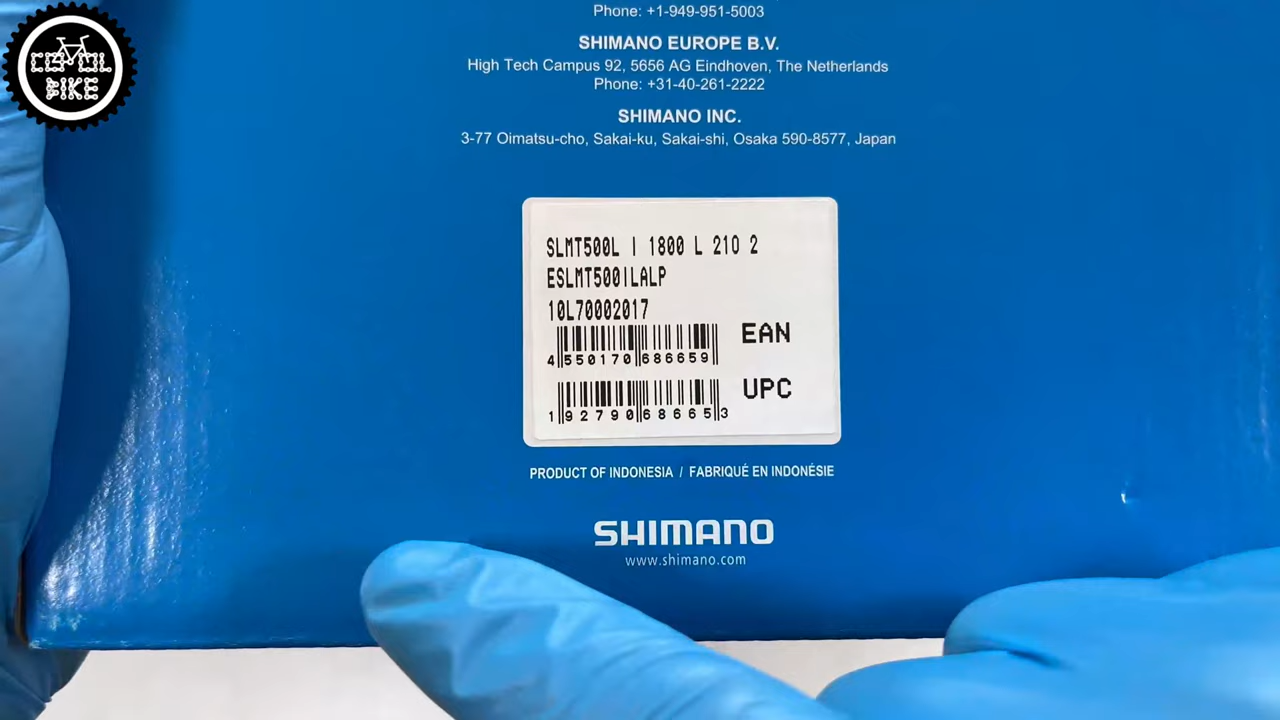 CEVOL
BIKE
Phone: +1-949-951-5003
SHIMANO EUROPE B.V.
High Tech Campus 92, 5656 AG Eindhoven, The Netherlands
Phone: +31-40-261-2222
SHIMANO INC.
3-77 Oimatsu-cho, Sakai-ku, Sakai-shi, Osaka 590-8577, Japan
SLMT500L I 1800 L 210 2
ESLMT500ILALP
10L70002017
4 550170 686659 EAN
1 92790 68665 3 UPC
PRODUCT OF INDONESIA / FABRIQUÉ EN INDONÉSIE
SHIMANO
www.shimano.com